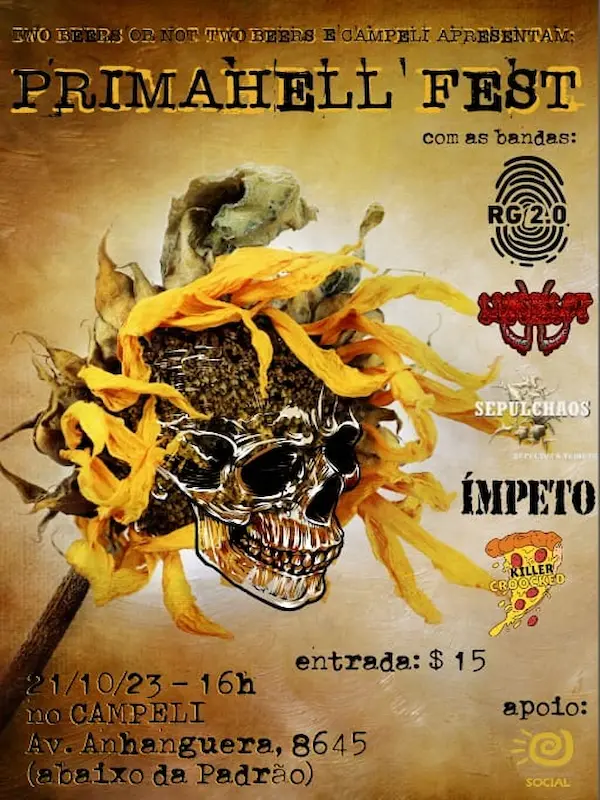 TWO BEERS OR NOT TWO BEERS E CAMPELI APRESENTAM:
PRIMAHELL FEST
com as bandas:
RG 2.0
SEPULCHAOS
ÍMPETO
KILLER
CROOCKED
entrada: $ 15
21/10/23 – 16h
no CAMPELI
Av. Anhanguera, 8645
(abaixo da Padrão)
apoio:
SOCIAL